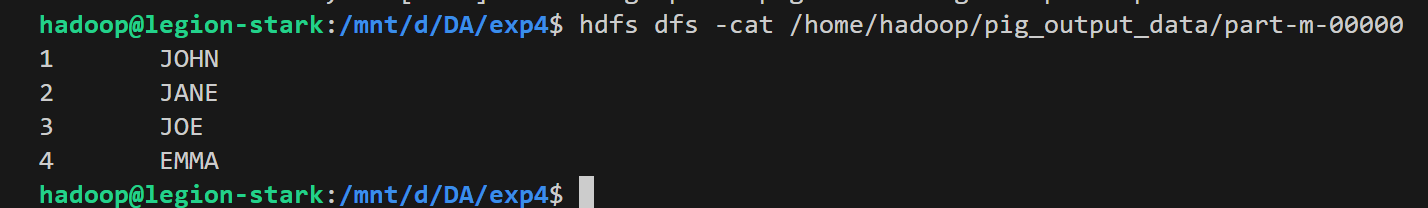 hadoop@legion-stark:/mnt/d/DA/exp4$ hdfs dfs -cat /home/hadoop/pig_output_data/part-m-00000
1       JOHN
2       JANE
3       JOE
4       EMMA
hadoop@legion-stark:/mnt/d/DA/exp4$